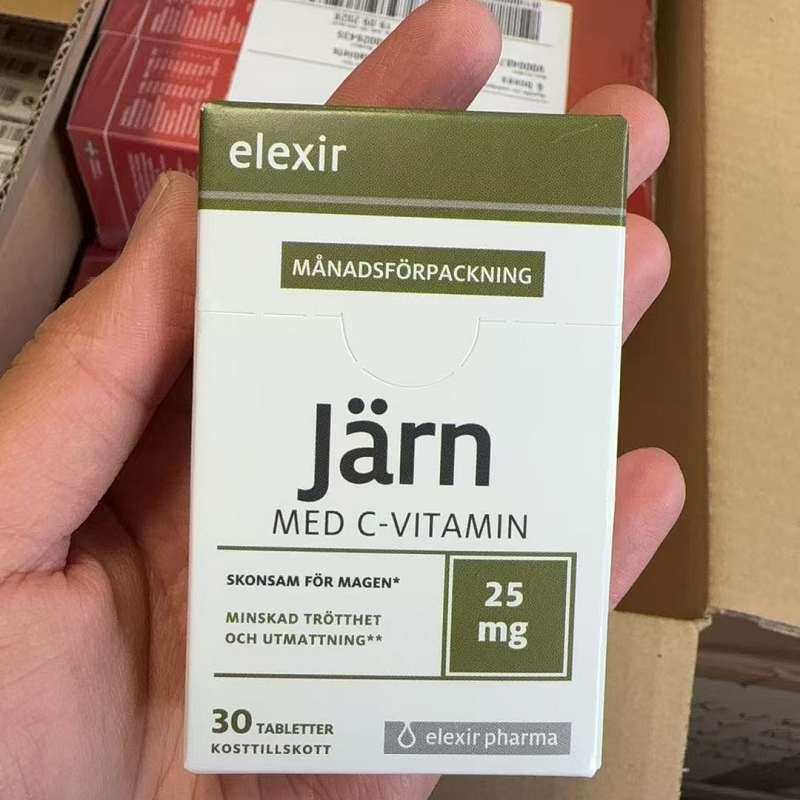 elexir
MÅNADSFÖRPACKNING
Järn
MED C-VITAMIN
SKONSAM FÖR MAGEN*
MINSKAD TRÖTTHET
OCH UTMATTNING**
25
mg
30 TABLETTER
KOSTTILLSKOTT
elexir pharma